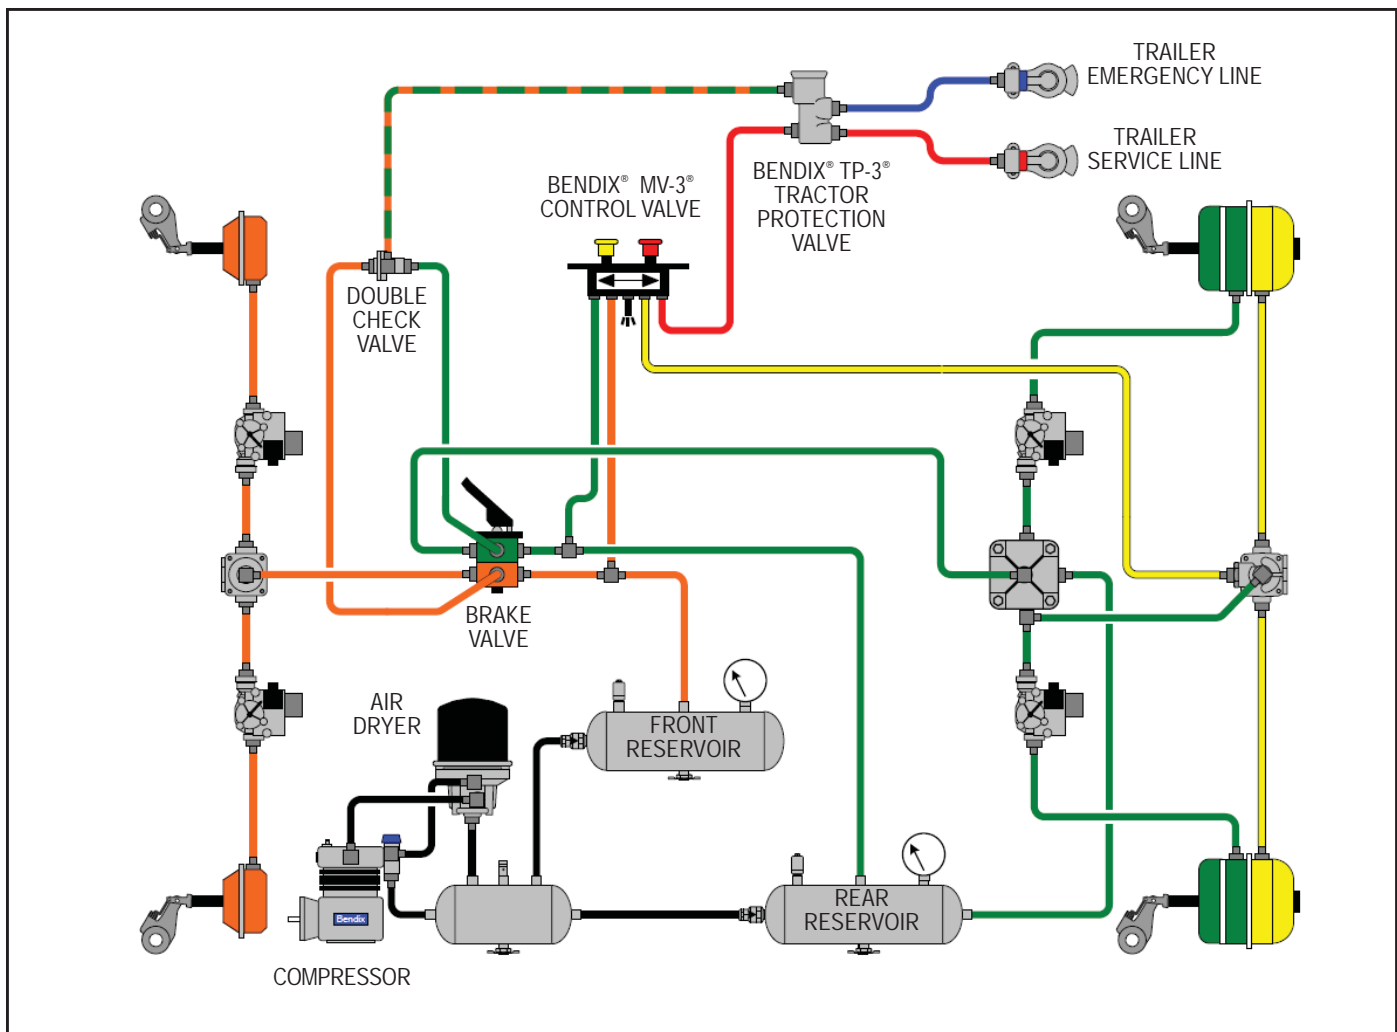 TRAILER
EMERGENCY LINE
TRAILER
SERVICE LINE
BENDIX® TP-3®
TRACTOR
PROTECTION
VALVE
BENDIX® MV-3®
CONTROL VALVE
DOUBLE
CHECK
VALVE
BRAKE
VALVE
AIR
DRYER
FRONT
RESERVOIR
REAR
RESERVOIR
Bendix
COMPRESSOR